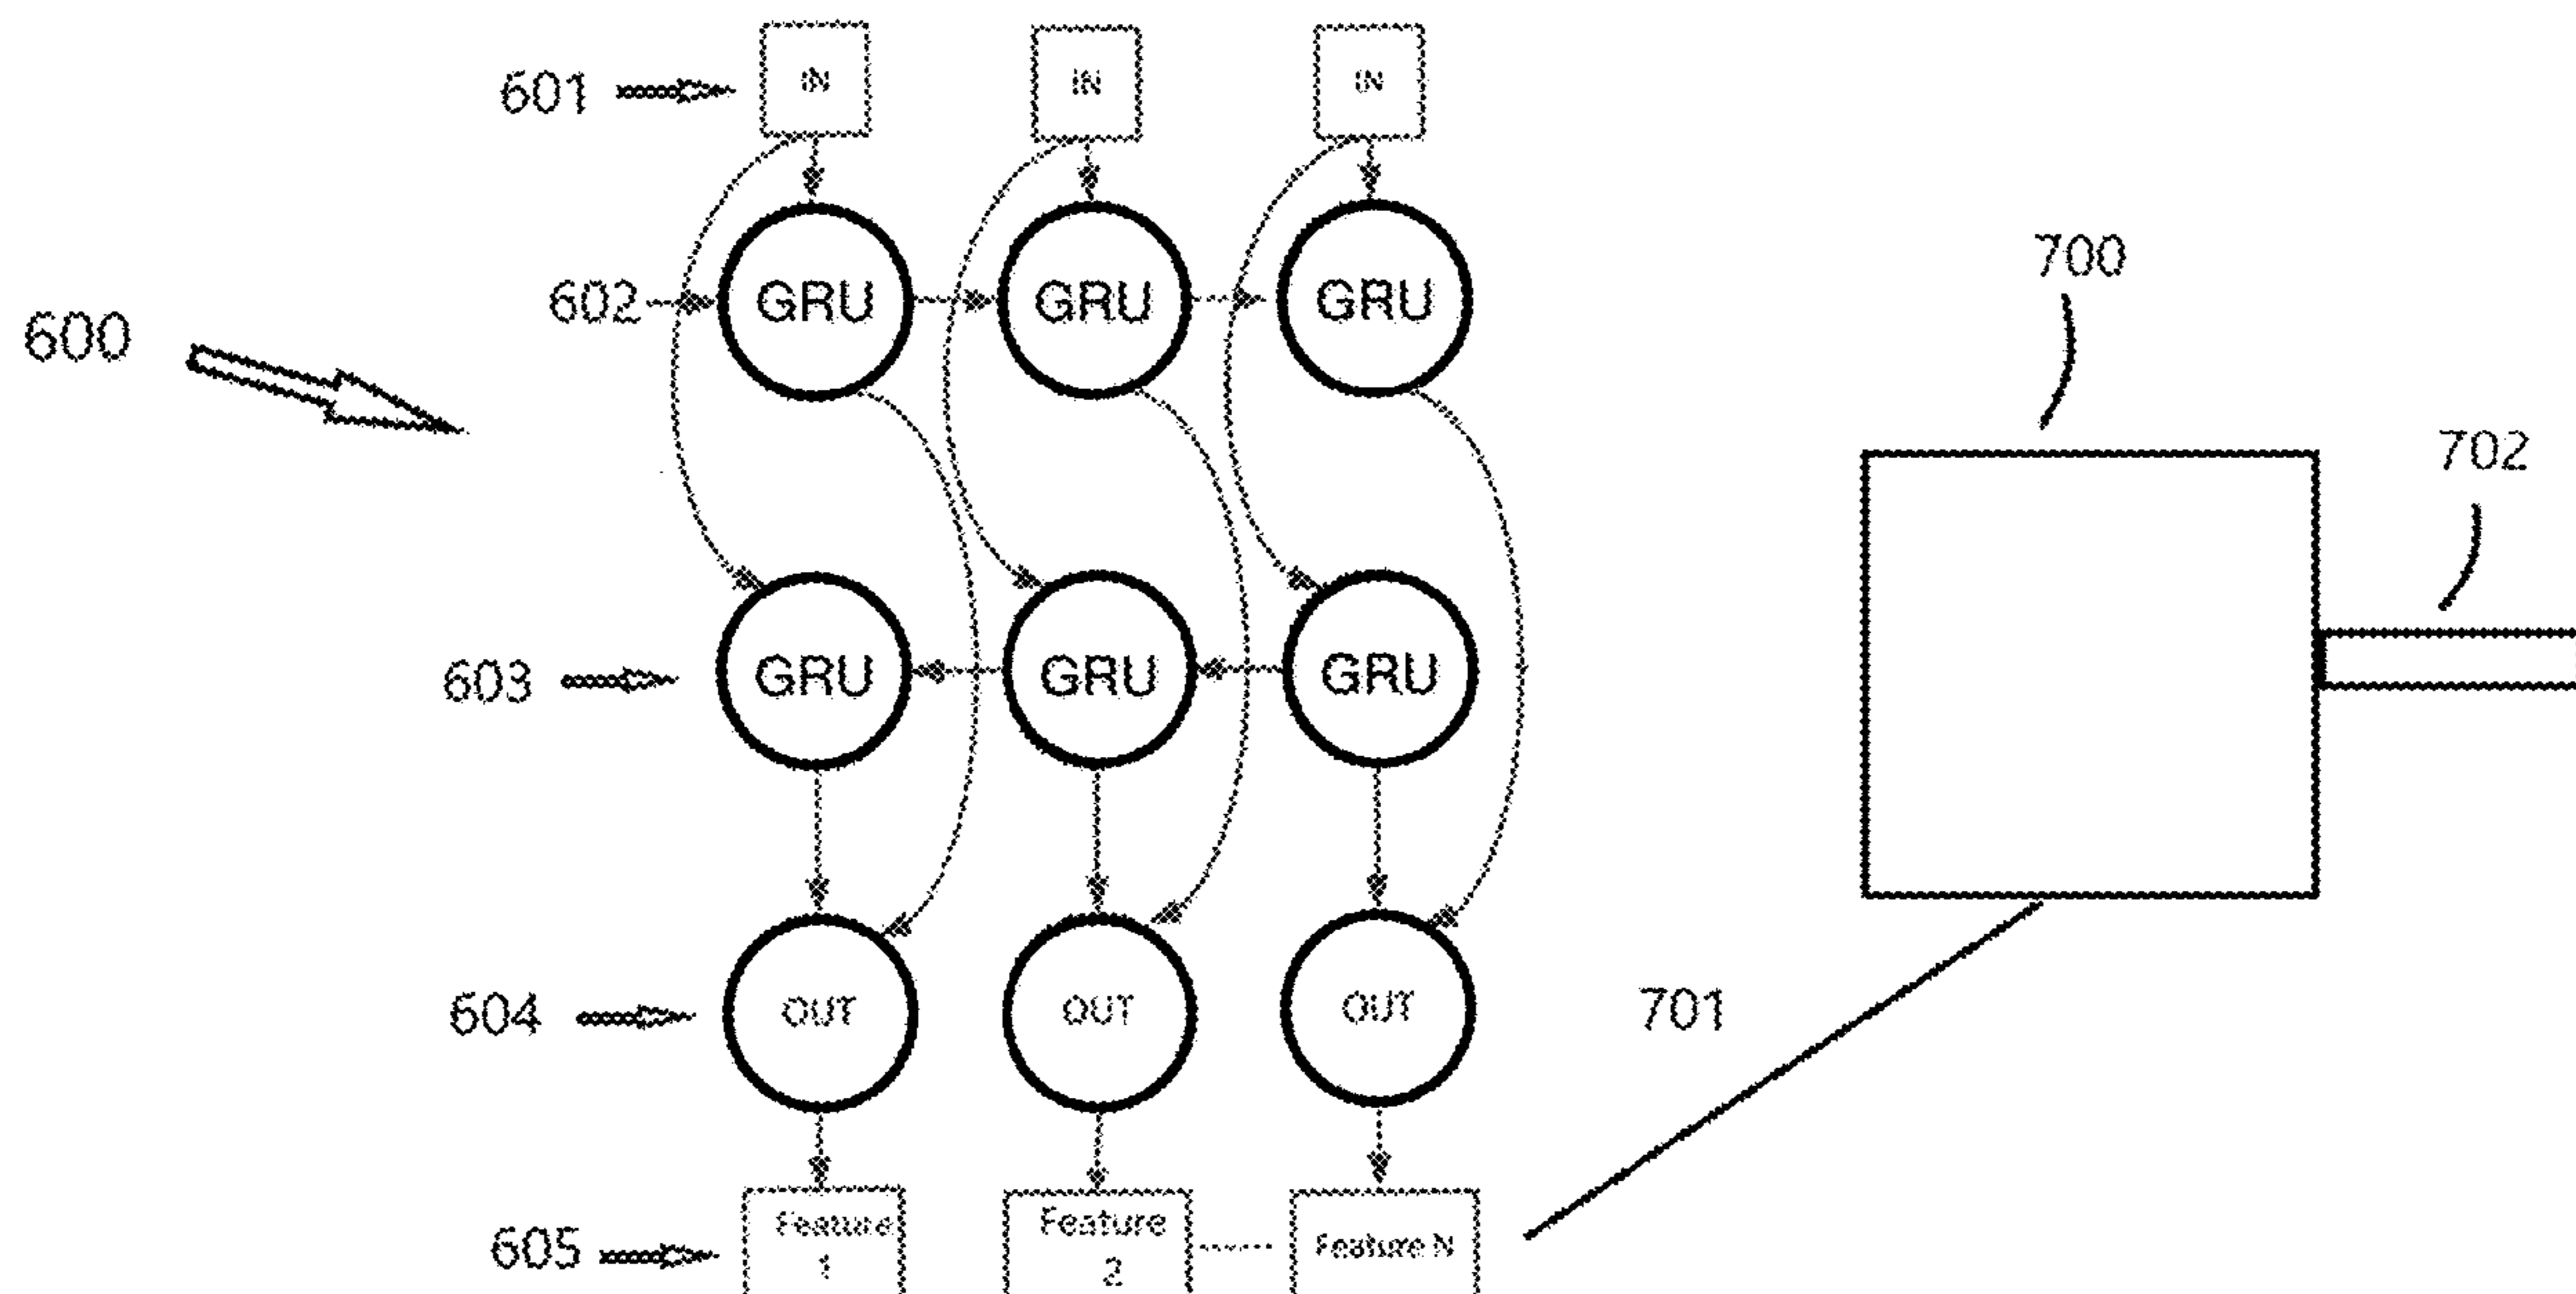 601 IN IN IN
700
602 GRU GRU GRU
600
702
603 GRU GRU GRU
604 OUT OUT OUT
701
605 Feature 1 Feature 2 Feature N